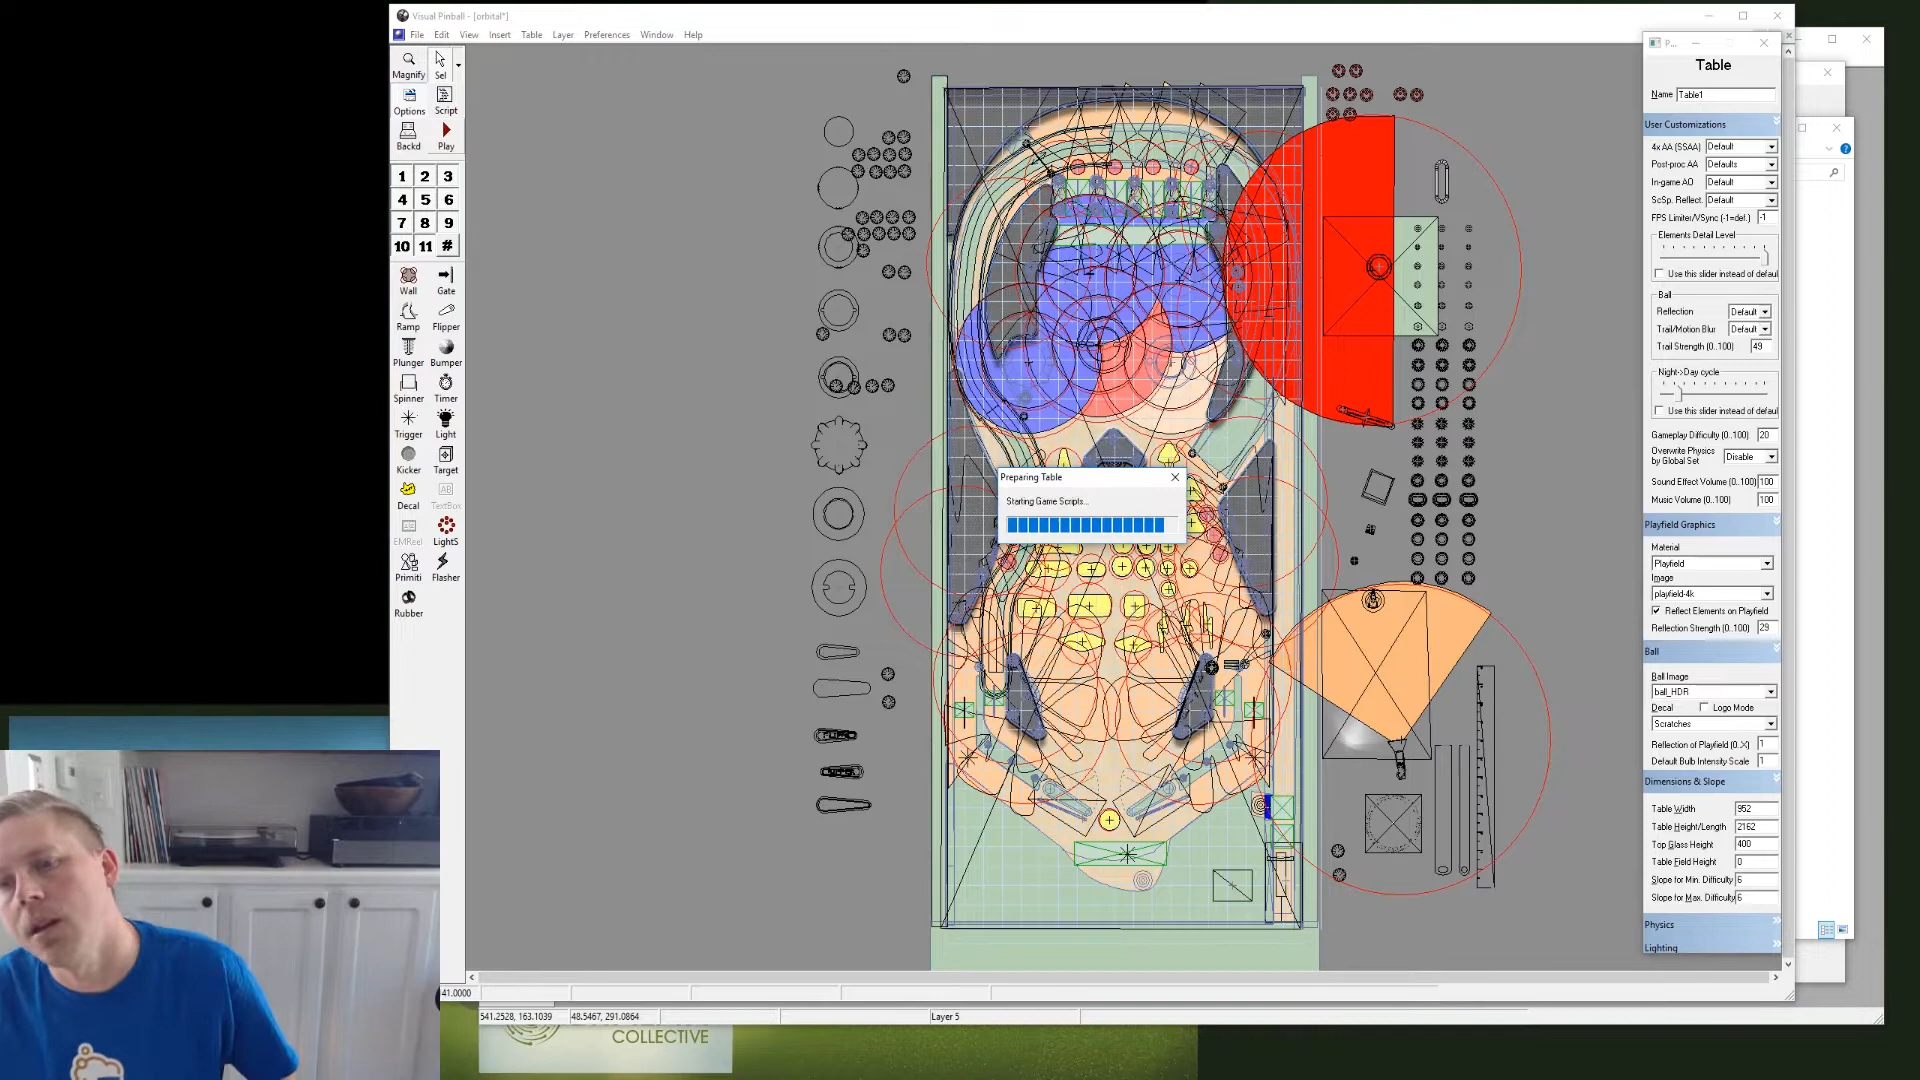 Visual Pinball - [orbital*]
File Edit View Insert Table Layer Preferences Window Help
Magnify Sel
Options Script
Backd Play
1 2 3
4 5 6
7 8 9
10 11 #
Wall Gate
Ramp Flipper
Plunger Bumper
Spinner Timer
Trigger Light
Kicker Target
Decal TextBox
EMReel LightS
Primiti Flasher
Rubber
Preparing Table
Starting Game Scripts...
P...
Table
Name Table1
User Customizations
4x AA (SSAA) Default
Post-proc AA Defaults
In-game AO Default
ScSp. Reflect. Default
FPS Limiter/VSync (-1=def.) -1
Elements Detail Level
Use this slider instead of defaul
Ball
Reflection Default
Trail/Motion Blur Default
Trail Strength (0..100) 49
Night->Day cycle
Use this slider instead of defaul
Gameplay Difficulty (0..100) 20
Overwrite Physics by Global Set Disable
Sound Effect Volume (0..100) 100
Music Volume (0..100) 100
Playfield Graphics
Material
Playfield
Image
playfield-4k
Reflect Elements on Playfield
Reflection Strength (0..100) 29
Ball
Ball Image
ball_HDR
Decal Logo Mode
Scratches
Reflection of Playfield (0..X) 1
Default Bulb Intensity Scale 1
Dimensions & Slope
Table Width 952
Table Height/Length 2162
Top Glass Height 400
Table Field Height 0
Slope for Min. Difficulty 6
Slope for Max. Difficulty 6
Physics
Lighting
41.0000
541.2528, 163.1039 48.5467, 291.0864 Layer 5
COLLECTIVE